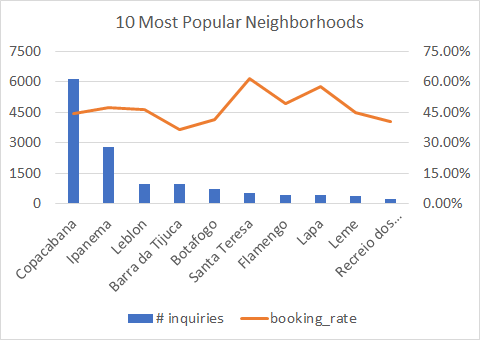 10 Most Popular Neighborhoods
7500
6000
4500
3000
1500
0
75.00%
60.00%
45.00%
30.00%
15.00%
0.00%
Copacabana
Ipanema
Leblon
Barra da Tijuca
Botafogo
Santa Teresa
Flamengo
Lapa
Leme
Recreio dos...
# inquiries
booking_rate